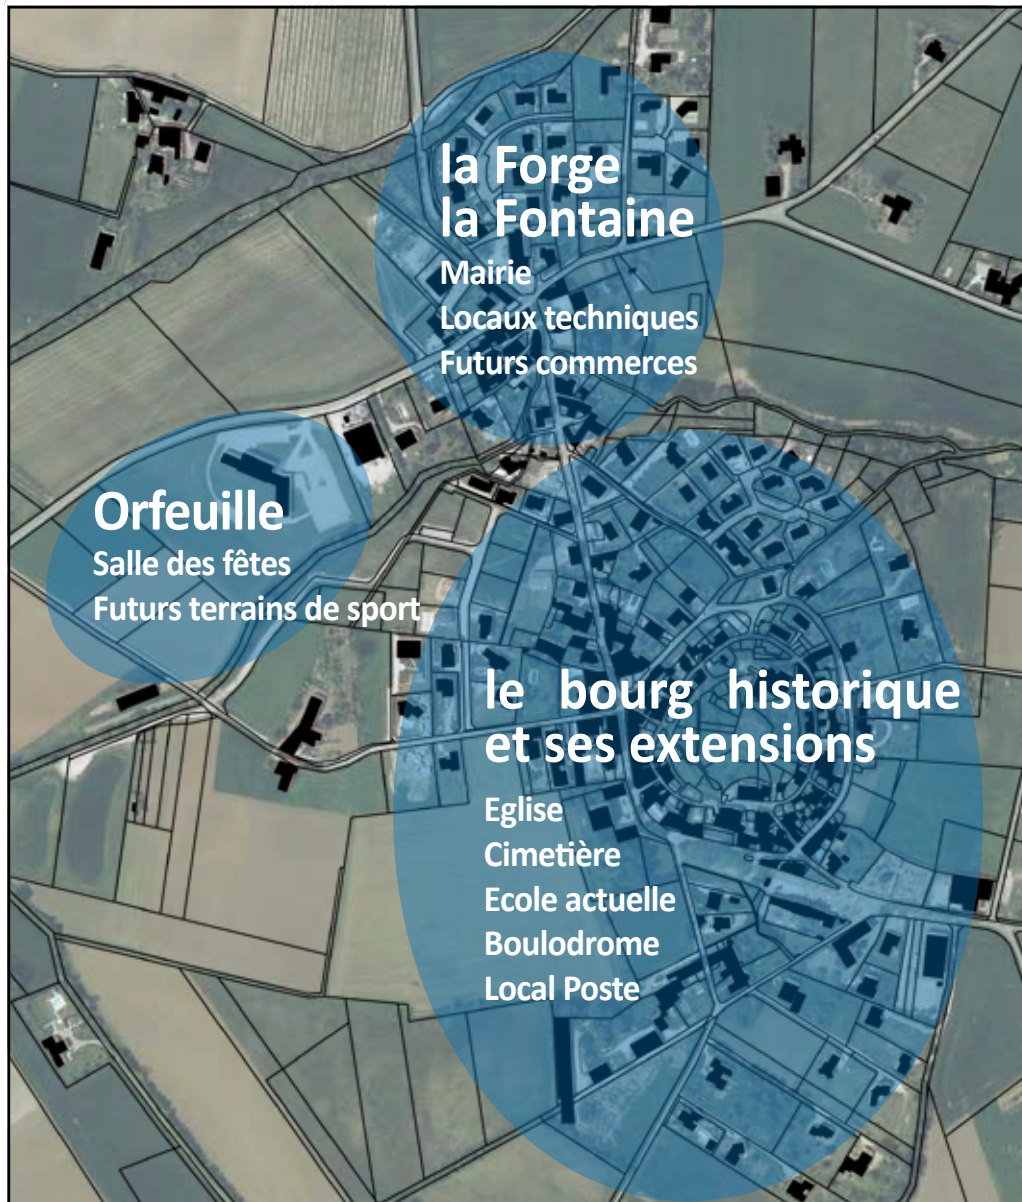 la Forge
la Fontaine
Mairie
Locaux techniques
Futurs commerces
Orfeuille
Salle des fêtes
Futurs terrains de sport
le bourg historique
et ses extensions
Eglise
Cimetière
Ecole actuelle
Boulodrome
Local Poste